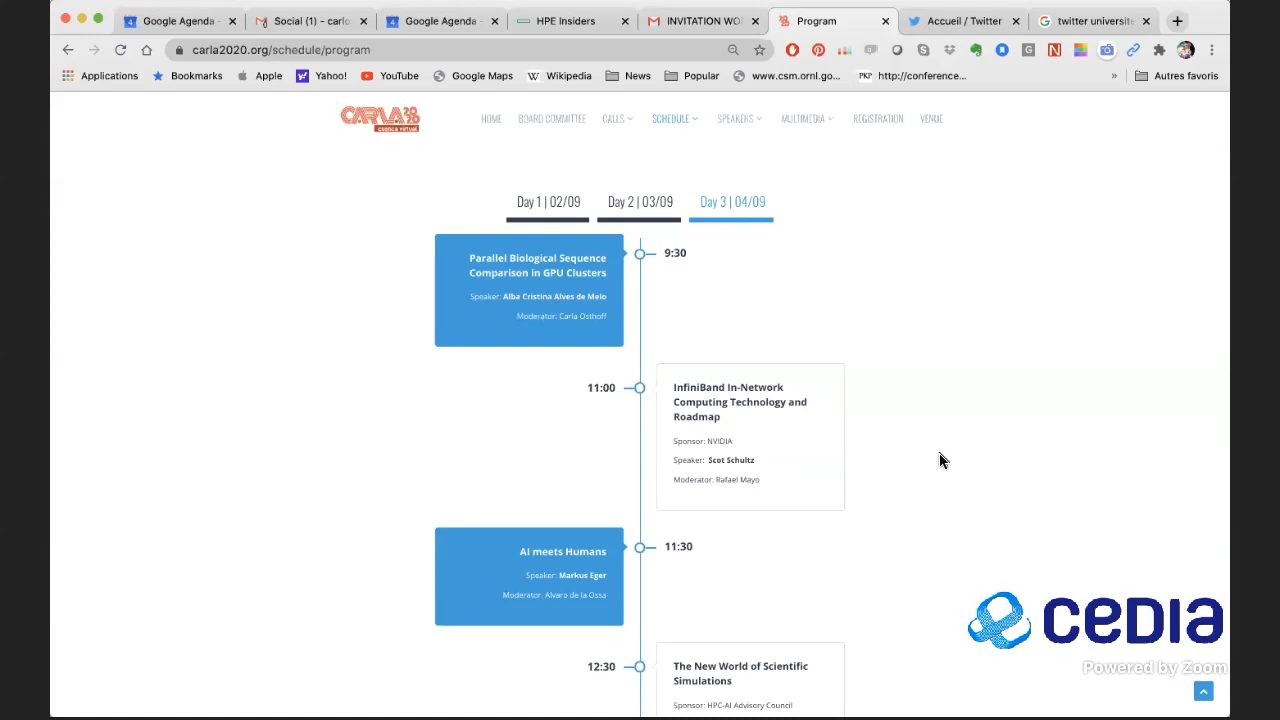 Google Agenda -
Social (1) – carlo
Google Agenda -
HPE Insiders
INVITATION WO
Program
Accueil / Twitter
twitter universite
carla2020.org/schedule/program
Applications
Bookmarks
Apple
Yahoo!
YouTube
Google Maps
Wikipedia
News
Popular
www.csm.ornl.go...
PKP http://conference...
»
Autres favoris
CARLA 2020
CUENCA VIRTUAL
HOME
BOARD COMMITTEE
CALLS
SCHEDULE
SPEAKERS
MULTIMEDIA
REGISTRATION
VENUE
Day 1 | 02/09
Day 2 | 03/09
Day 3 | 04/09
Parallel Biological Sequence
Comparison in GPU Clusters
Speaker: Alba Cristina Alves de Melo
Moderator: Carla Osthoff
9:30
11:00
InfiniBand In-Network
Computing Technology and
Roadmap
Sponsor: NVIDIA
Speaker: Scot Schultz
Moderator: Rafael Mayo
AI meets Humans
Speaker: Markus Eger
Moderator: Alvaro de la Ossa
11:30
12:30
The New World of Scientific
Simulations
Sponsor: HPC-AI Advisory Council
cedia
Powered by Zoom